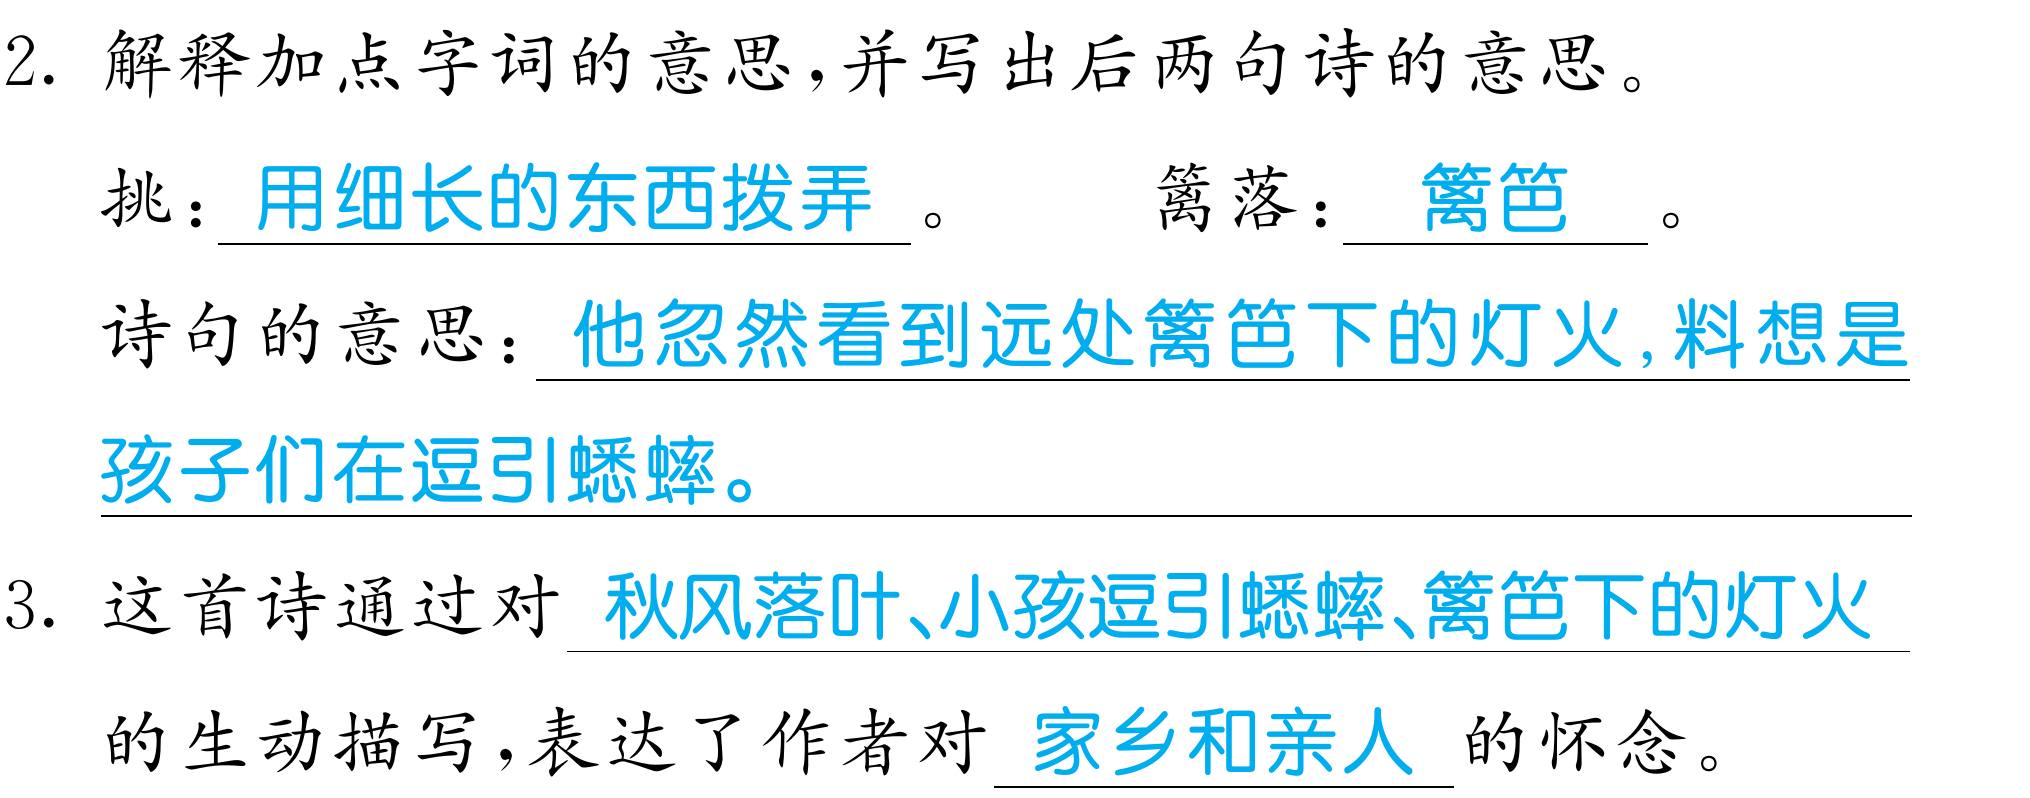 2. 解释加点字词的意思,并写出后两句诗的意思。
挑:用细长的东西拨弄。 篱落:篱笆。
诗句的意思:他忽然看到远处篱笆下的灯火,料想是
孩子们在逗引蟋蟀。
3. 这首诗通过对秋风落叶、小孩逗引蟋蟀、篱笆下的灯火
的生动描写,表达了作者对家乡和亲人的怀念。